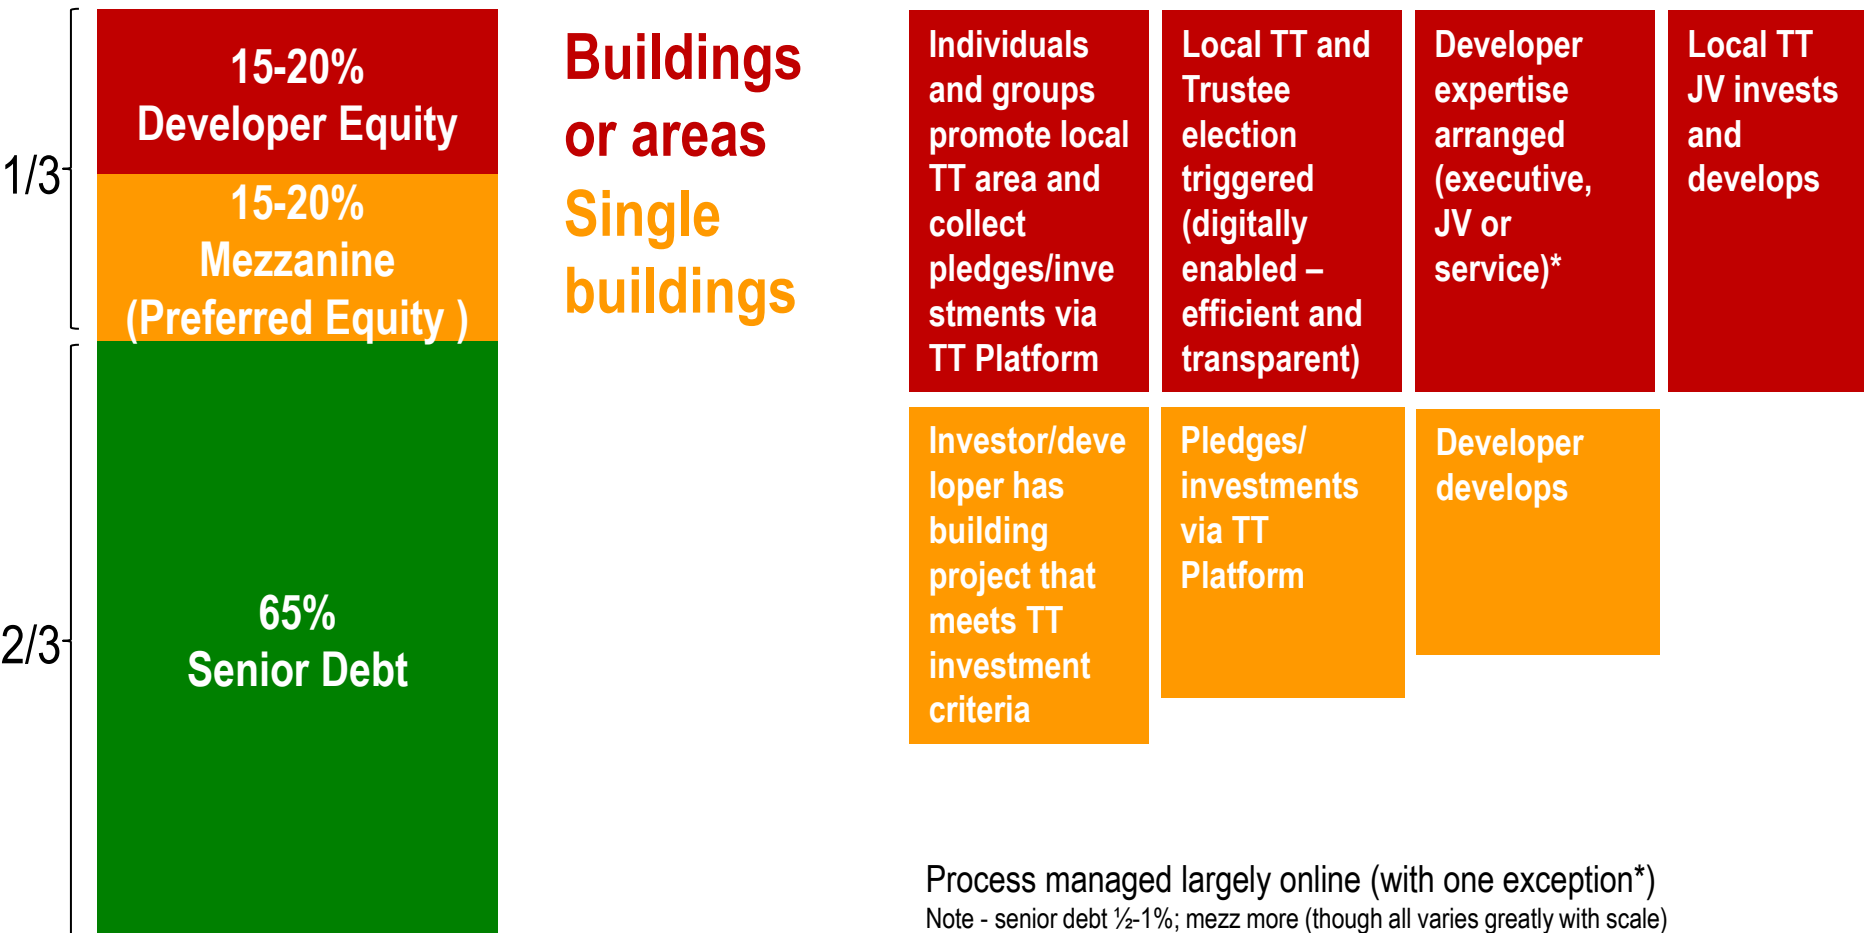 1/3
15-20%
Developer Equity
15-20%
Mezzanine
(Preferred Equity )
2/3
65%
Senior Debt
Buildings
or areas
Single
buildings
Individuals
and groups
promote local
TT area and
collect
pledges/inve
stments via
TT Platform
Local TT and
Trustee
election
triggered
(digitally
enabled –
efficient and
transparent)
Developer
expertise
arranged
(executive,
JV or
service)*
Local TT
JV invests
and
develops
Investor/deve
loper has
building
project that
meets TT
investment
criteria
Pledges/
investments
via TT
Platform
Developer
develops
Process managed largely online (with one exception*)
Note - senior debt ½-1%; mezz more (though all varies greatly with scale)